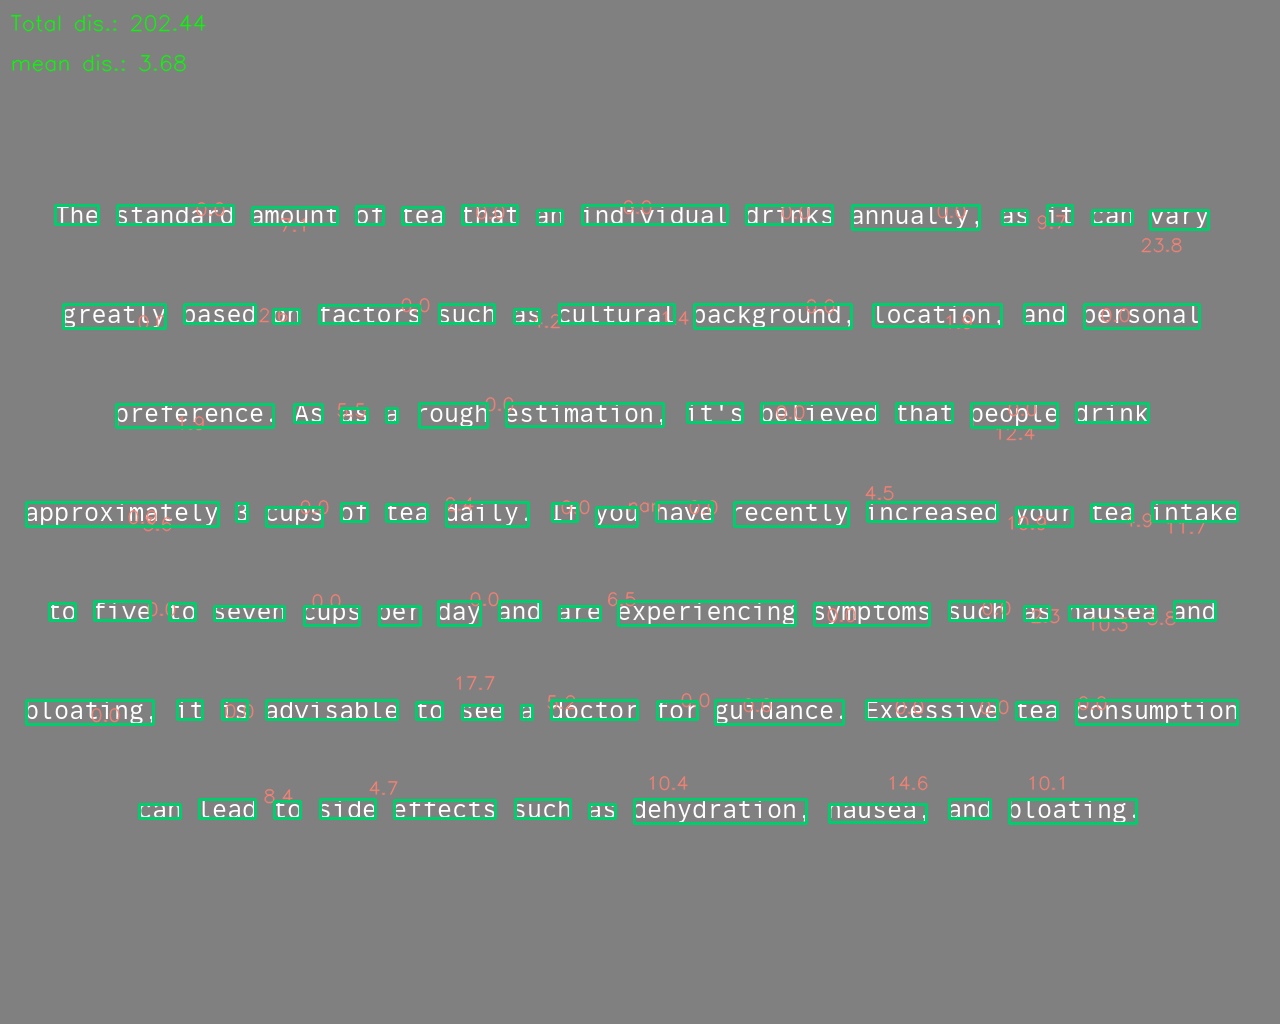 Total dis.: 202.44
mean dis.: 3.68
The standard amount of tea that an individual drinks annually, as it can vary
greatly based on factors such as cultural background, location, and personal
preference. As as a rough estimation, it's believed that people drink
approximately 3 cups of tea daily. If you have recently increased your tea intake
to five to seven cups per day and are experiencing symptoms such as nausea and
bloating, it is advisable to see a doctor for guidance. Excessive tea consumption
can lead to side effects such as dehydration, nausea, and bloating.